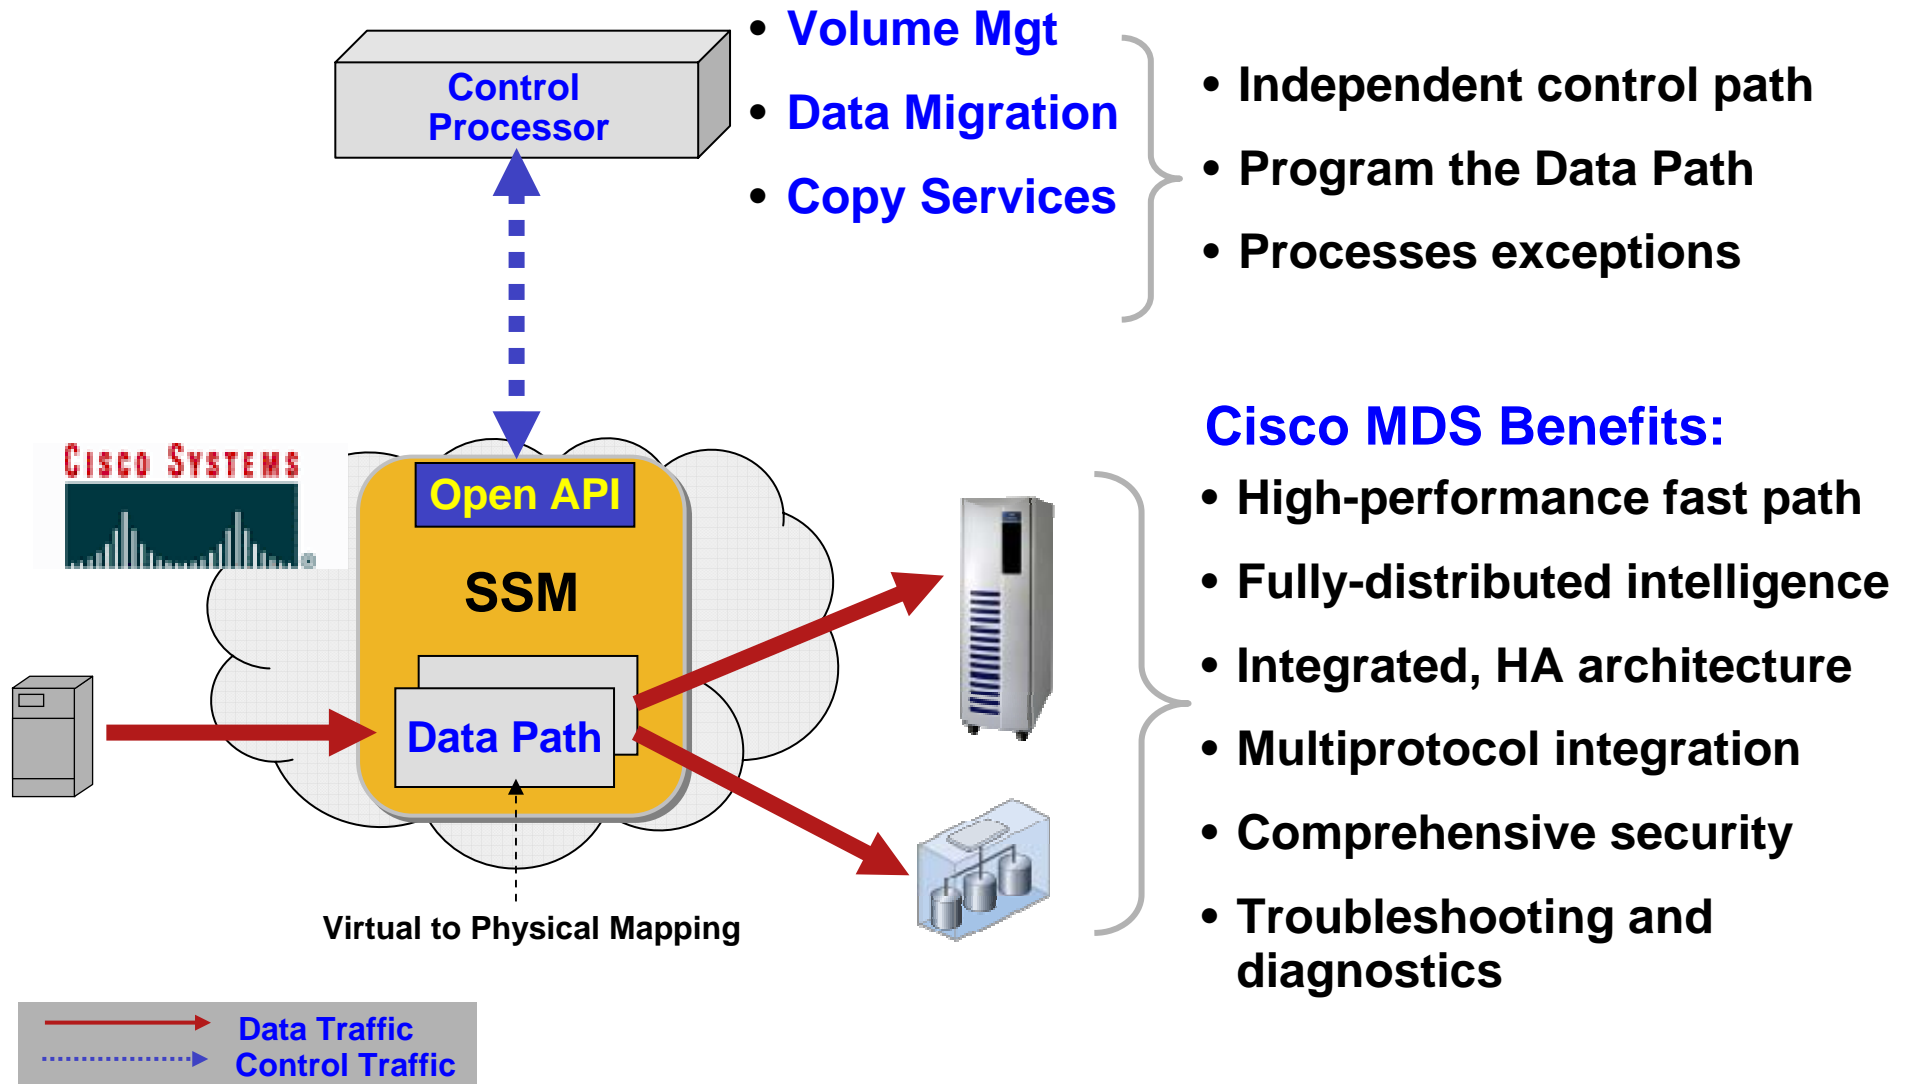 Control
Processor
• Volume Mgt
• Data Migration
• Copy Services
• Independent control path
• Program the Data Path
• Processes exceptions
CISCO SYSTEMS
®
Open API
SSM
Data Path
Virtual to Physical Mapping
Cisco MDS Benefits:
• High-performance fast path
• Fully-distributed intelligence
• Integrated, HA architecture
• Multiprotocol integration
• Comprehensive security
• Troubleshooting and
diagnostics
Data Traffic
Control Traffic